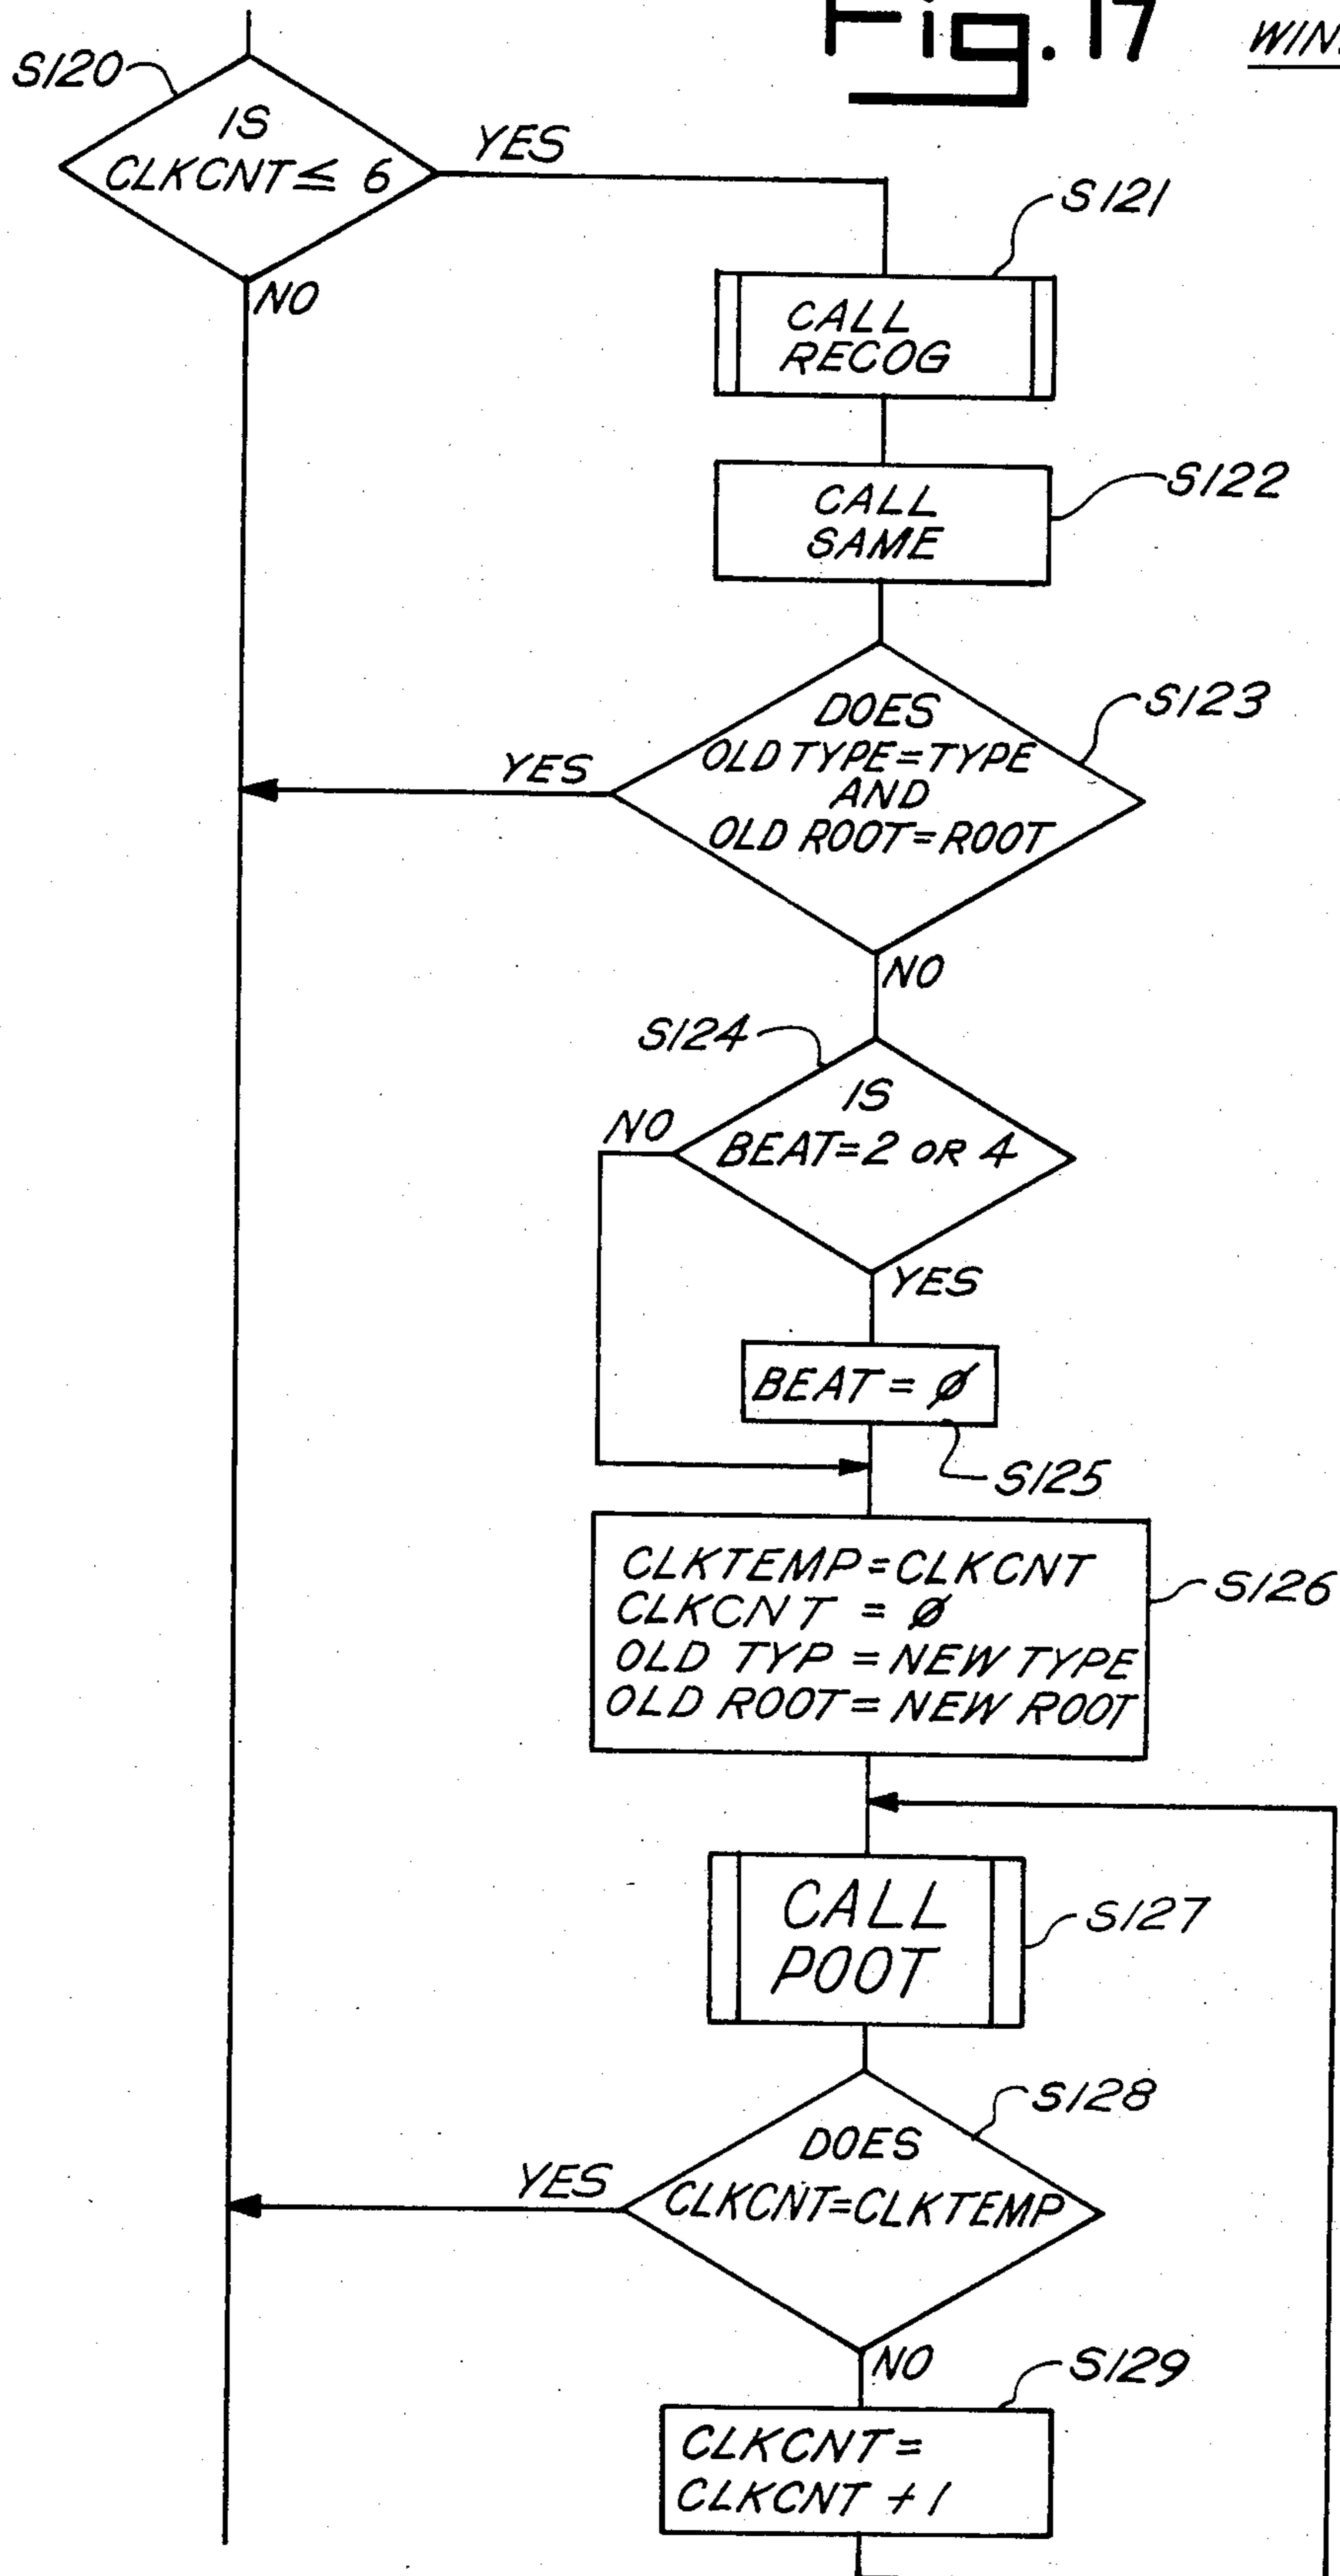 Fig. 17
S120
IS
CLKCNT ≤ 6
YES
NO
S121
CALL
RECOG
CALL
SAME
S122
DOES
OLD TYPE=TYPE
AND
OLD ROOT=ROOT
S123
YES
NO
S124
IS
BEAT=2 OR 4
NO
YES
BEAT = Ø
S125
CLKTEMP=CLKCNT
CLKCNT = Ø
OLD TYP = NEW TYPE
OLD ROOT = NEW ROOT
S126
CALL
POOT
S127
S128
DOES
CLKCNT=CLKTEMP
YES
NO
S129
CLKCNT =
CLKCNT + 1